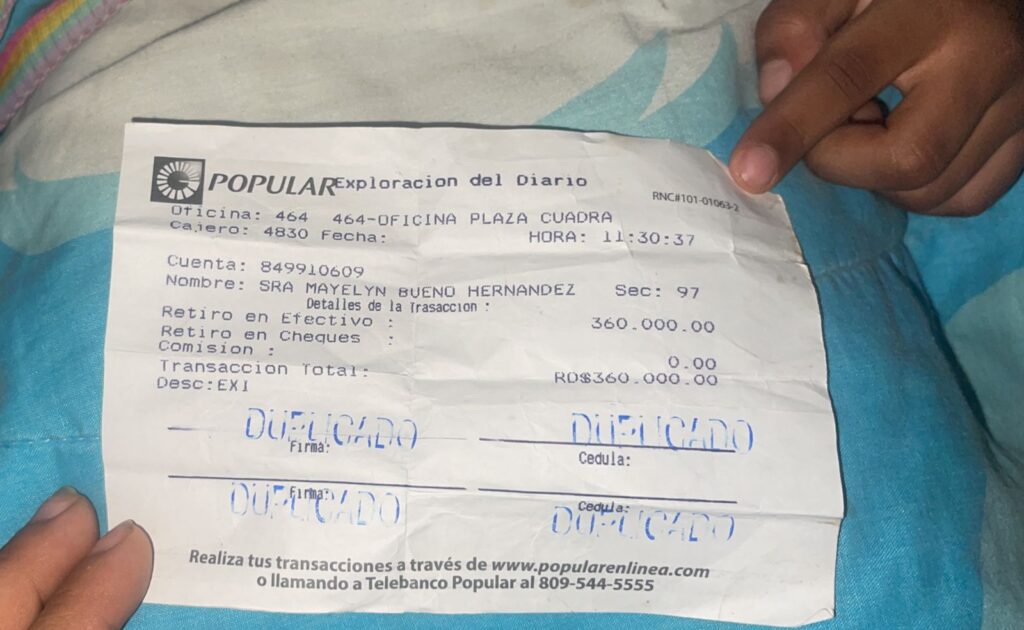 POPULAR Exploracion del Diario
RNC#101-01063-2
Oficina: 464 464-OFICINA PLAZA CUADRA
Cajero: 4830 Fecha: HORA: 11:30:37
Cuenta: 849910609
Nombre: SRA MAYELYN BUENO HERNANDEZ Sec: 97
Detalles de la Trasaccion :
Retiro en Efectivo : 360.000.00
Retiro en Cheques :
Comision : 0.00
Transaccion Total: RD$360.000.00
Desc:EXI
DUPLICADO DUPLICADO
Firma: Cedula:
Firma: Cedula:
DUPLICADO DUPLICADO
Realiza tus transacciones a través de www.popularenlinea.com
o llamando a Telebanco Popular al 809-544-5555